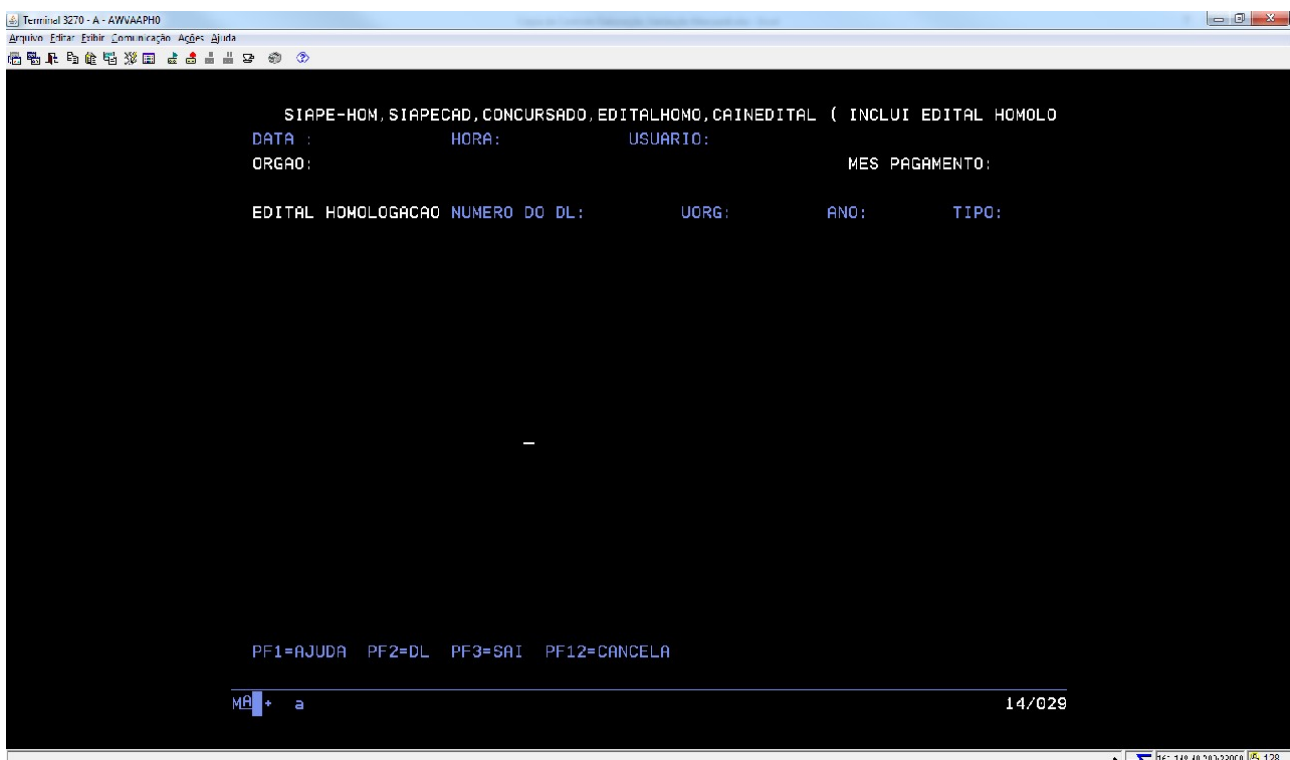 Terminal 3270 - A - AWVAAPH0
Arquivo Editar Exibir Comunicação Ações Ajuda
SIAPE-HOM,SIAPECAD,CONCURSADO,EDITALHOMO,CAINEDITAL ( INCLUI EDITAL HOMOLO
DATA : HORA: USUARIO:
ORGAO: MES PAGAMENTO:
EDITAL HOMOLOGACAO NUMERO DO DL: UORG: ANO: TIPO:
PF1=AJUDA PF2=DL PF3=SAI PF12=CANCELA
MA + a 14/029
128